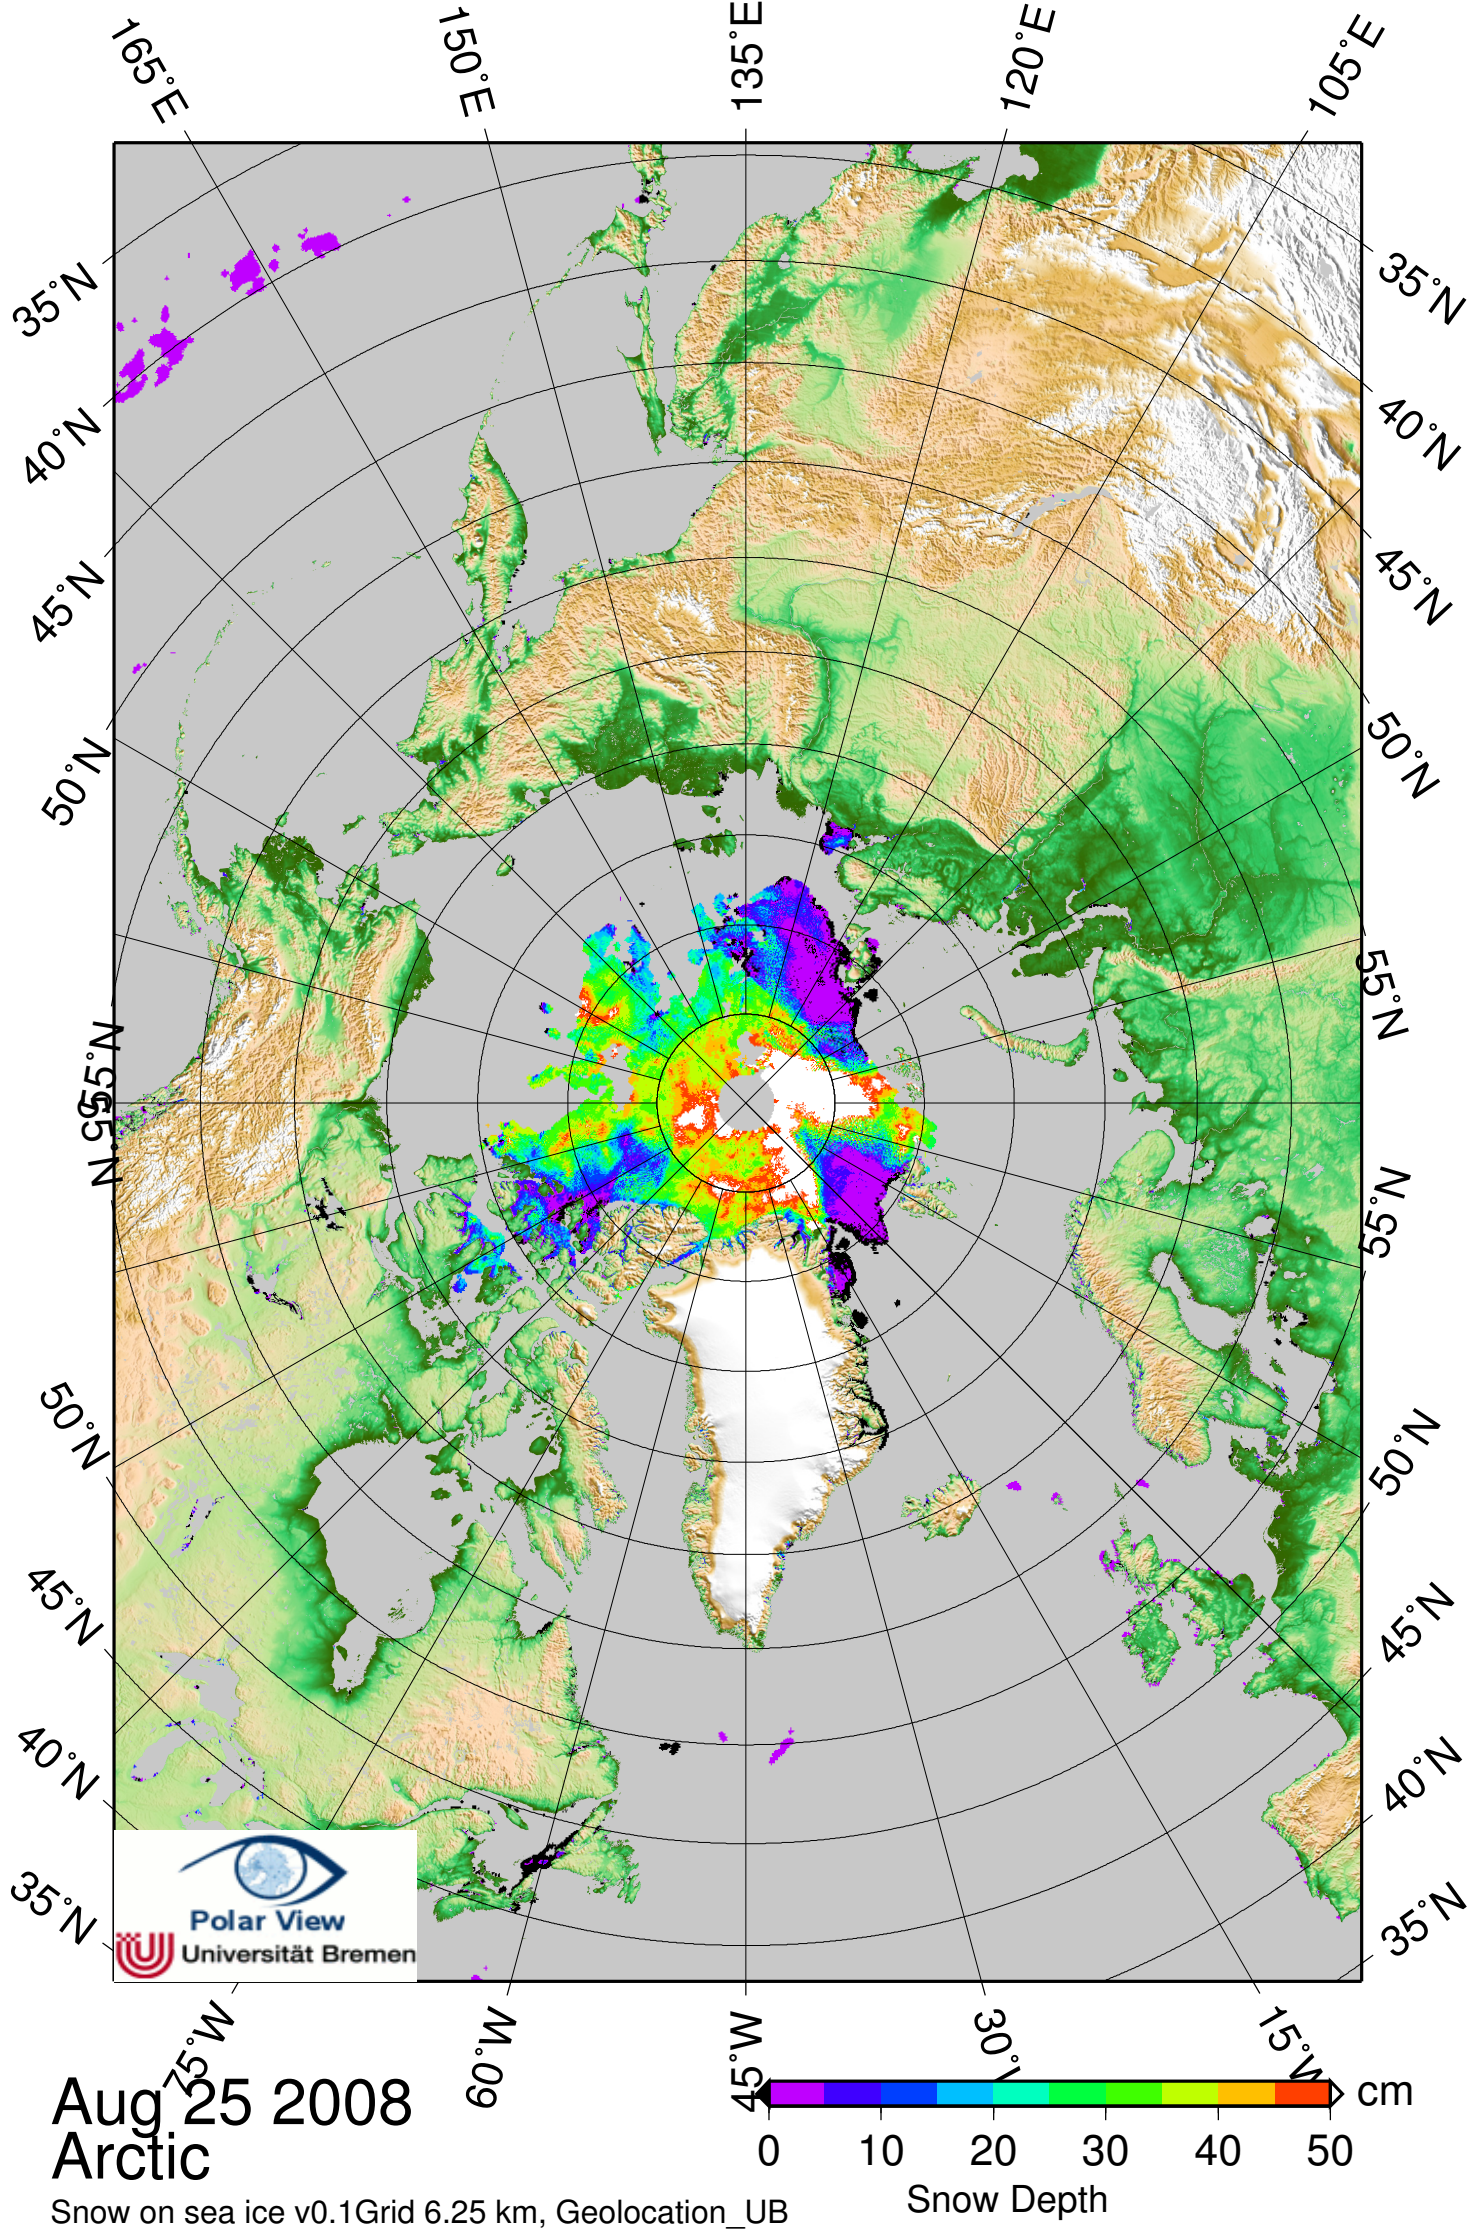 165°E 150°E 135°E 120°E 105°E
35°N 35°N
40°N 40°N
45°N 45°N
50°N 50°N
55°N 55°N
55°N 55°N
50°N 50°N
45°N 45°N
40°N 40°N
35°N 35°N
Polar View
Universität Bremen
75°W 60°W 45°W 30°W 15°W
Aug 25 2008
Arctic
Snow on sea ice v0.1Grid 6.25 km, Geolocation_UB
cm
0 10 20 30 40 50
Snow Depth